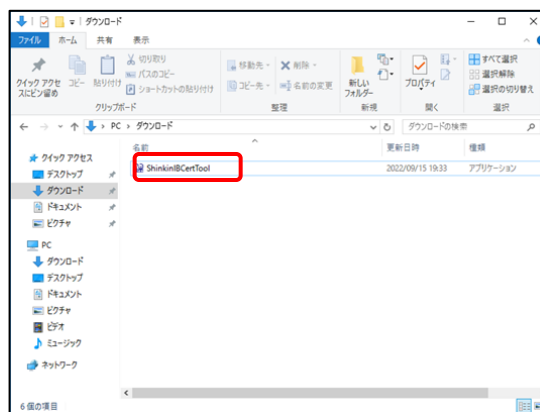 ダウンロード
ファイル ホーム 共有 表示
クイック アクセスにピン留め
コピー
貼り付け
切り取り
パスのコピー
ショートカットの貼り付け
クリップボード
移動先
コピー先
削除
名前の変更
整理
新しいフォルダー
新規
プロパティ
開く
すべて選択
選択解除
選択の切り替え
選択
PC > ダウンロード
ダウンロードの検索
名前 更新日時 種類
ShinkinIBCertTool 2022/09/15 19:33 アプリケーション
クイック アクセス
デスクトップ
ダウンロード
ドキュメント
ピクチャ
PC
ダウンロード
デスクトップ
ドキュメント
ピクチャ
ビデオ
ミュージック
ネットワーク
6 個の項目